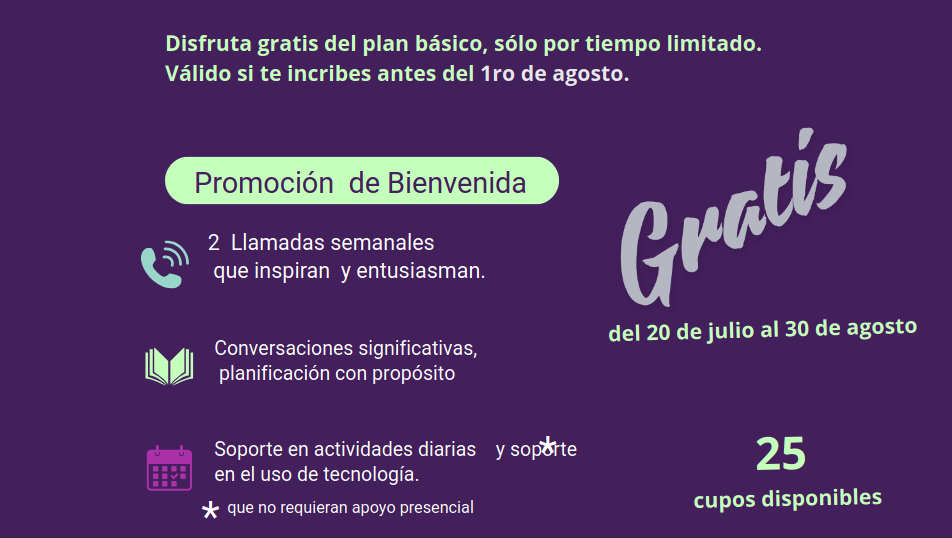 Disfruta gratis del plan básico, sólo por tiempo limitado.
Válido si te incribes antes del 1ro de agosto.
Promoción de Bienvenida
2 Llamadas semanales
que inspiran y entusiasman.
Gratis
del 20 de julio al 30 de agosto
Conversaciones significativas,
planificación con propósito
Soporte en actividades diarias y soporte *
en el uso de tecnología.
* que no requieran apoyo presencial
25
cupos disponibles